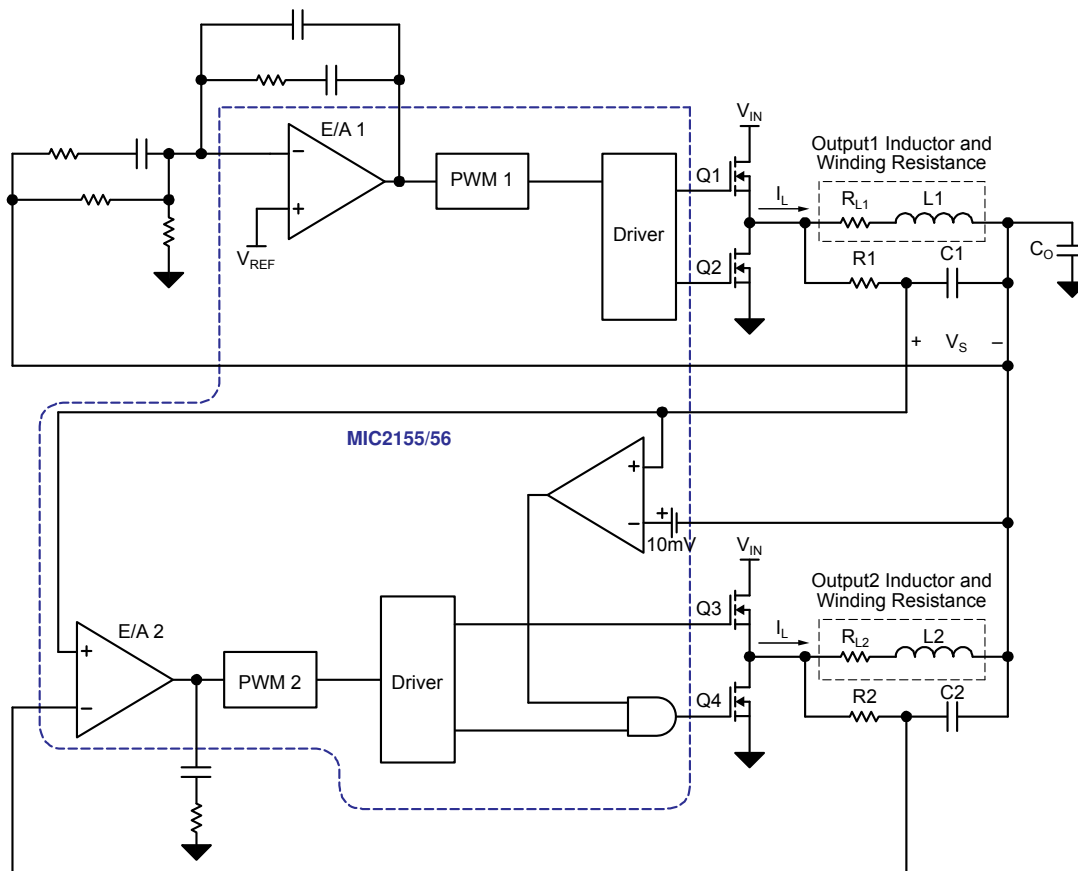 E/A 1
−
+
V_REF
PWM 1
Driver
Q1
Q2
V_IN
I_L
Output1 Inductor and
Winding Resistance
R_L1
L1
R1
C1
C_O
+ V_S –
MIC2155/56
+
−
+
10mV
V_IN
Output2 Inductor and
Winding Resistance
E/A 2
+
−
PWM 2
Driver
Q3
Q4
I_L
R_L2
L2
R2
C2